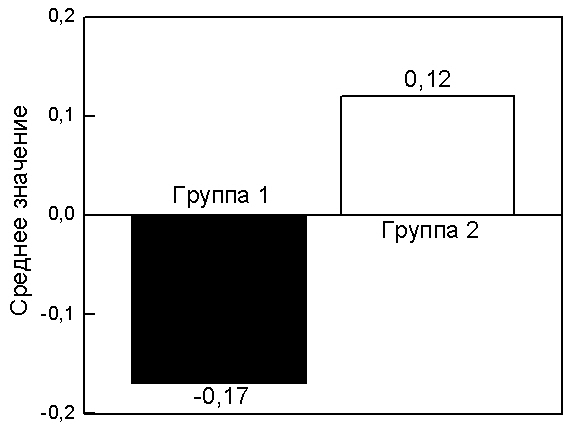 Среднее значение
0,2
0,1
0,0
-0,1
-0,2
0,12
Группа 1
Группа 2
-0,17